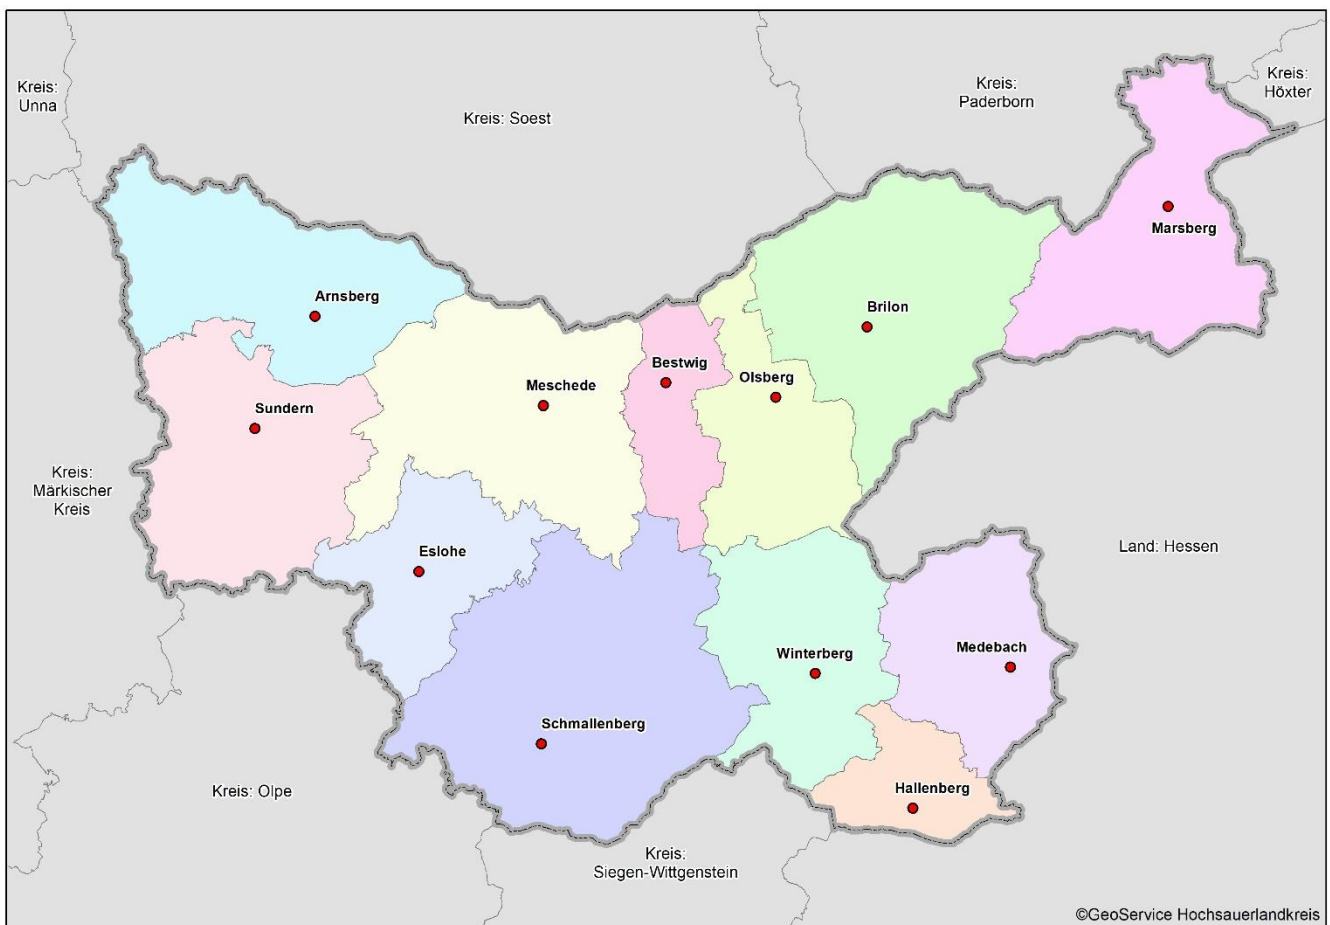 Kreis:
Unna
Kreis: Soest
Kreis:
Paderborn
Kreis:
Höxter
Marsberg
Arnsberg
Brilon
Bestwig
Olsberg
Meschede
Sundern
Kreis:
Märkischer
Kreis
Eslohe
Land: Hessen
Winterberg
Medebach
Schmallenberg
Kreis: Olpe
Hallenberg
Kreis:
Siegen-Wittgenstein
©GeoService Hochsauerlandkreis